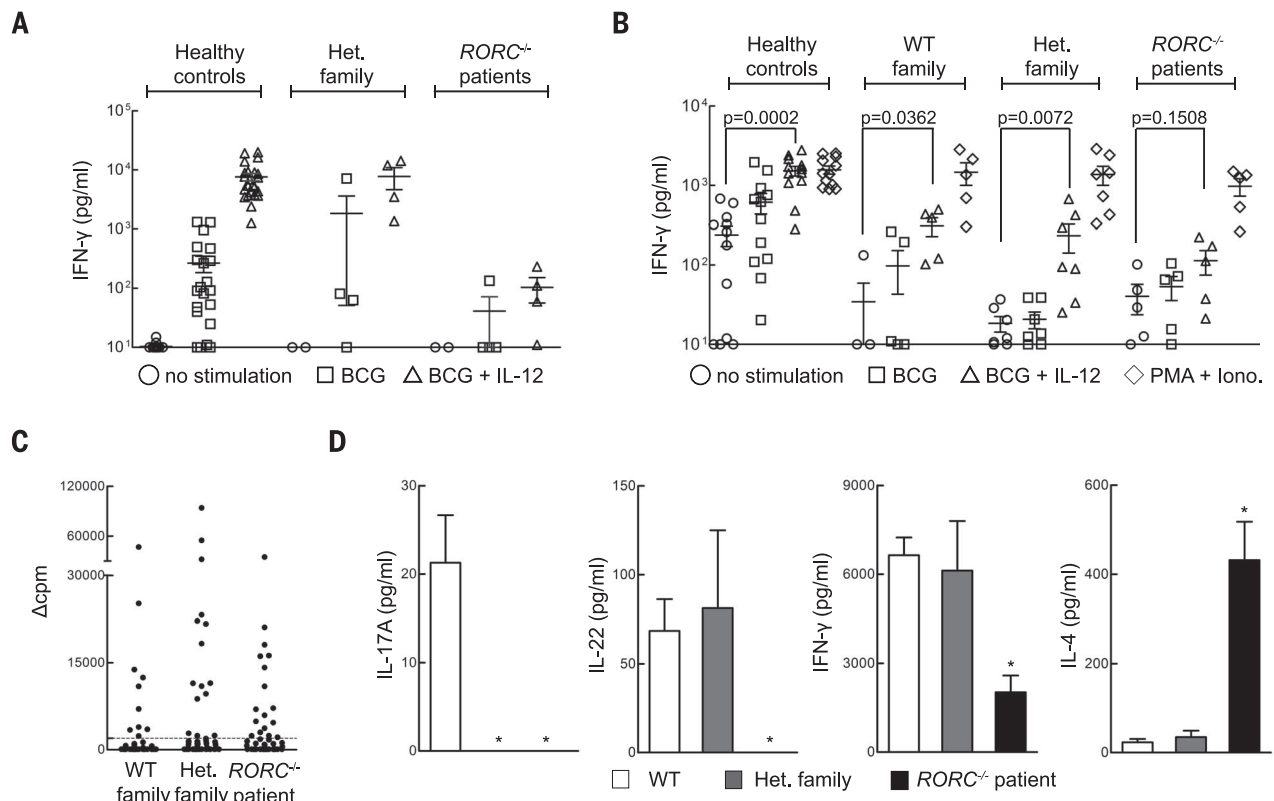 A
Healthy controls
Het. family
RORC-/- patients
IFN-γ (pg/ml)
10^5
10^4
10^3
10^2
10^1
no stimulation
BCG
BCG + IL-12
B
Healthy controls
WT family
Het. family
RORC-/- patients
p=0.0002
p=0.0362
p=0.0072
p=0.1508
IFN-γ (pg/ml)
10^4
10^3
10^2
10^1
no stimulation
BCG
BCG + IL-12
PMA + Iono.
C
Δcpm
120000
60000
30000
15000
0
WT family
Het. family
RORC-/- patient
D
IL-17A (pg/ml)
30
20
10
0
*
*
IL-22 (pg/ml)
150
100
50
0
*
IFN-γ (pg/ml)
9000
6000
3000
0
*
IL-4 (pg/ml)
600
400
200
0
*
WT
Het. family
RORC-/- patient